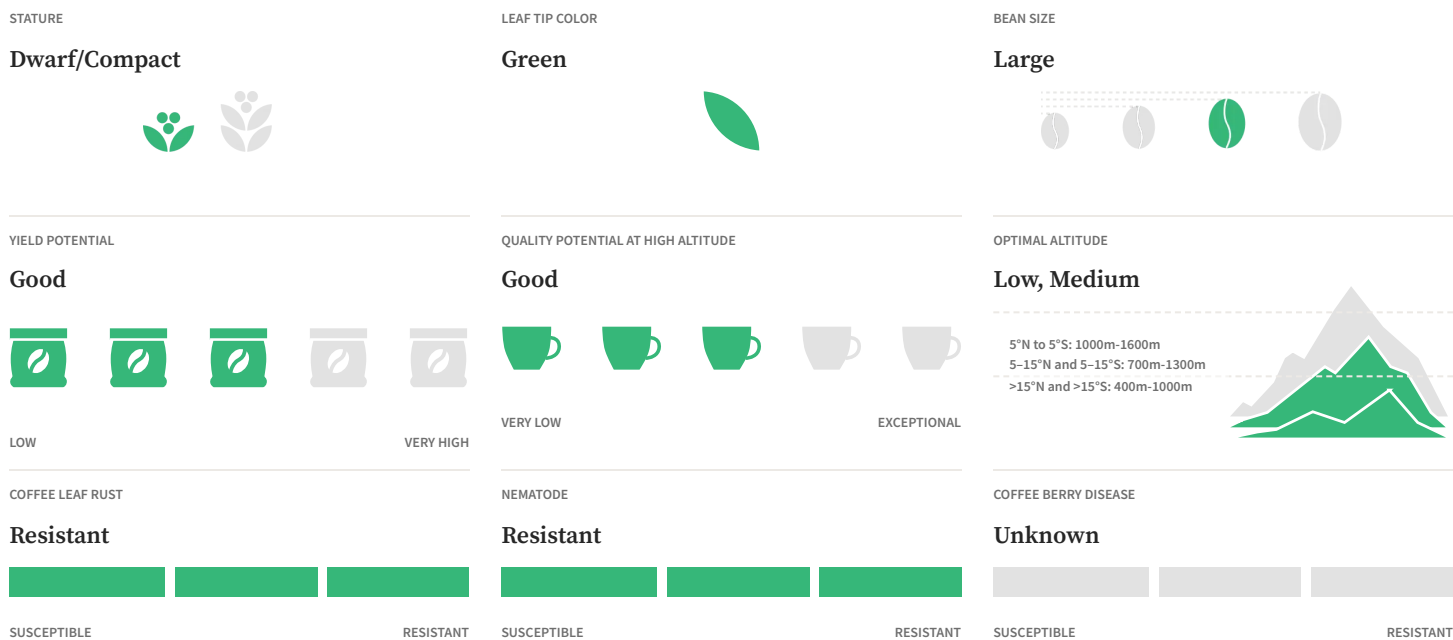 STATURE
Dwarf/Compact
LEAF TIP COLOR
Green
BEAN SIZE
Large
YIELD POTENTIAL
Good
LOW
VERY HIGH
QUALITY POTENTIAL AT HIGH ALTITUDE
Good
VERY LOW
EXCEPTIONAL
OPTIMAL ALTITUDE
Low, Medium
5°N to 5°S: 1000m-1600m
5–15°N and 5–15°S: 700m-1300m
>15°N and >15°S: 400m-1000m
COFFEE LEAF RUST
Resistant
SUSCEPTIBLE
RESISTANT
NEMATODE
Resistant
SUSCEPTIBLE
RESISTANT
COFFEE BERRY DISEASE
Unknown
SUSCEPTIBLE
RESISTANT